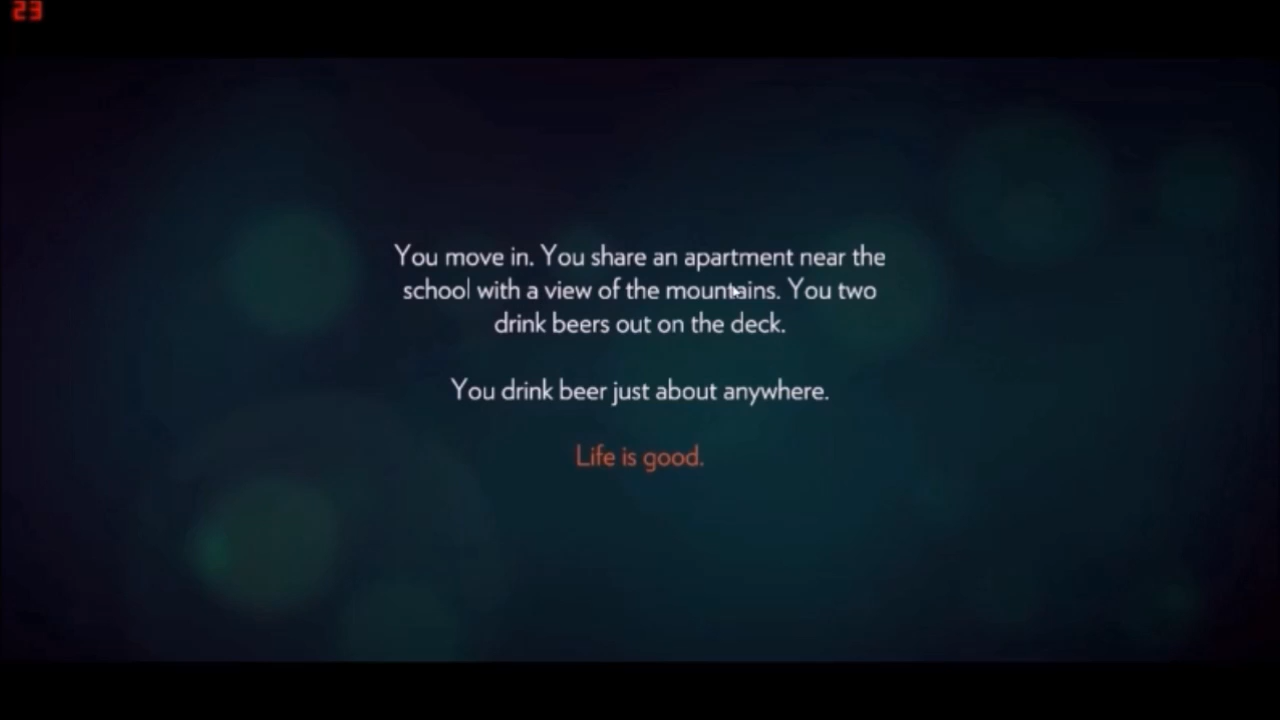 23
You move in. You share an apartment near the
school with a view of the mountains. You two
drink beers out on the deck.
You drink beer just about anywhere.
Life is good.